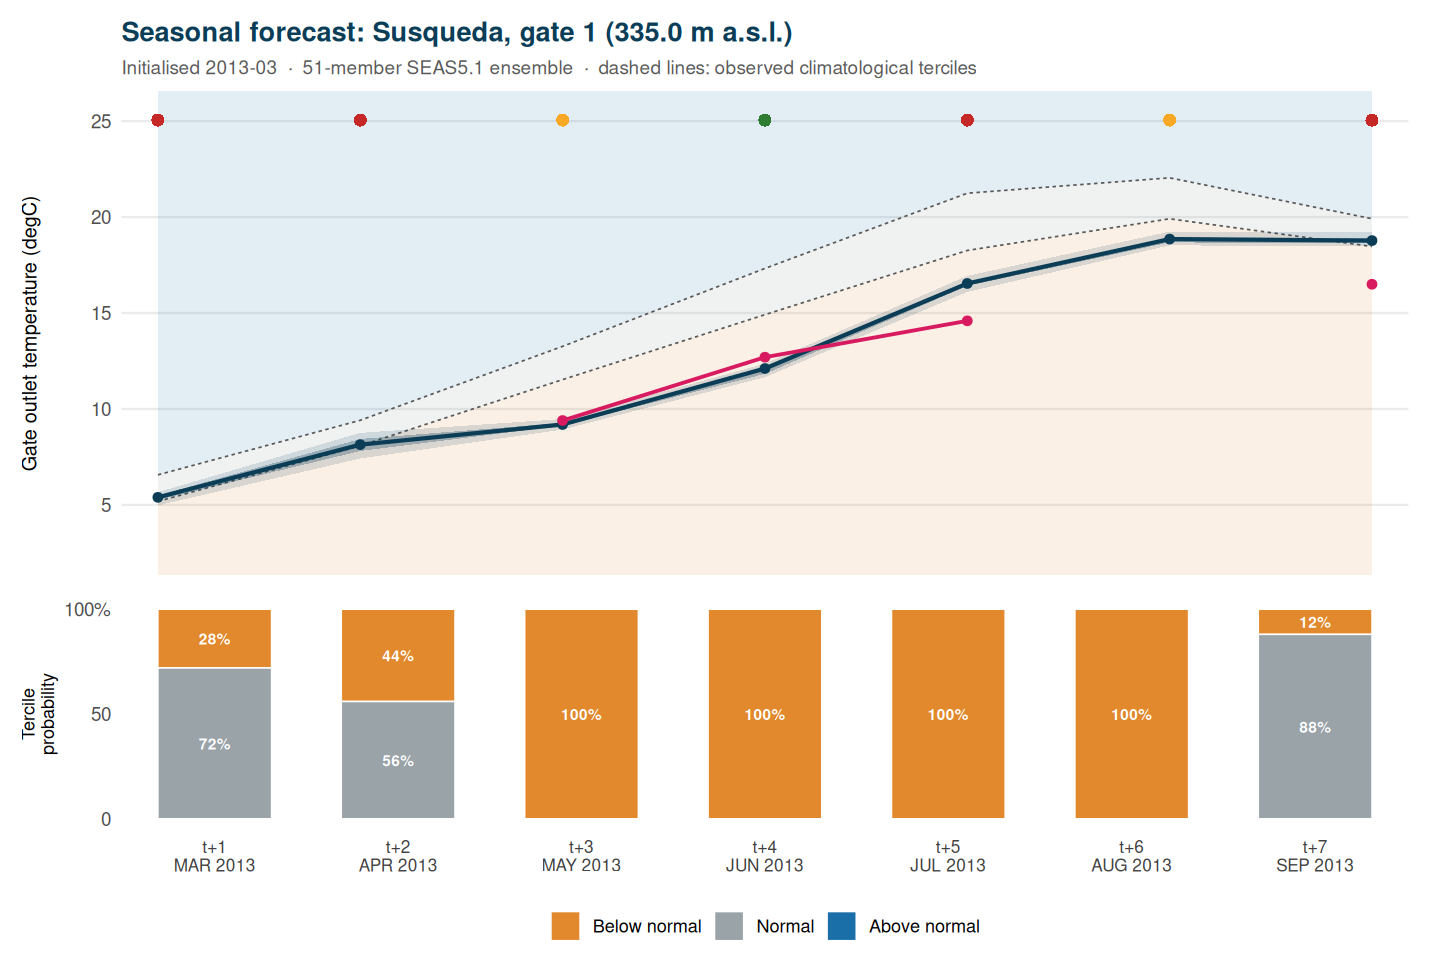 Seasonal forecast: Susqueda, gate 1 (335.0 m a.s.l.)
Initialised 2013-03 · 51-member SEAS5.1 ensemble · dashed lines: observed climatological terciles
Gate outlet temperature (degC)
25
20
15
10
5
Tercile
probability
100%
50
0
28%
72%
44%
56%
100%
100%
100%
100%
12%
88%
t+1
MAR 2013
t+2
APR 2013
t+3
MAY 2013
t+4
JUN 2013
t+5
JUL 2013
t+6
AUG 2013
t+7
SEP 2013
Below normal
Normal
Above normal